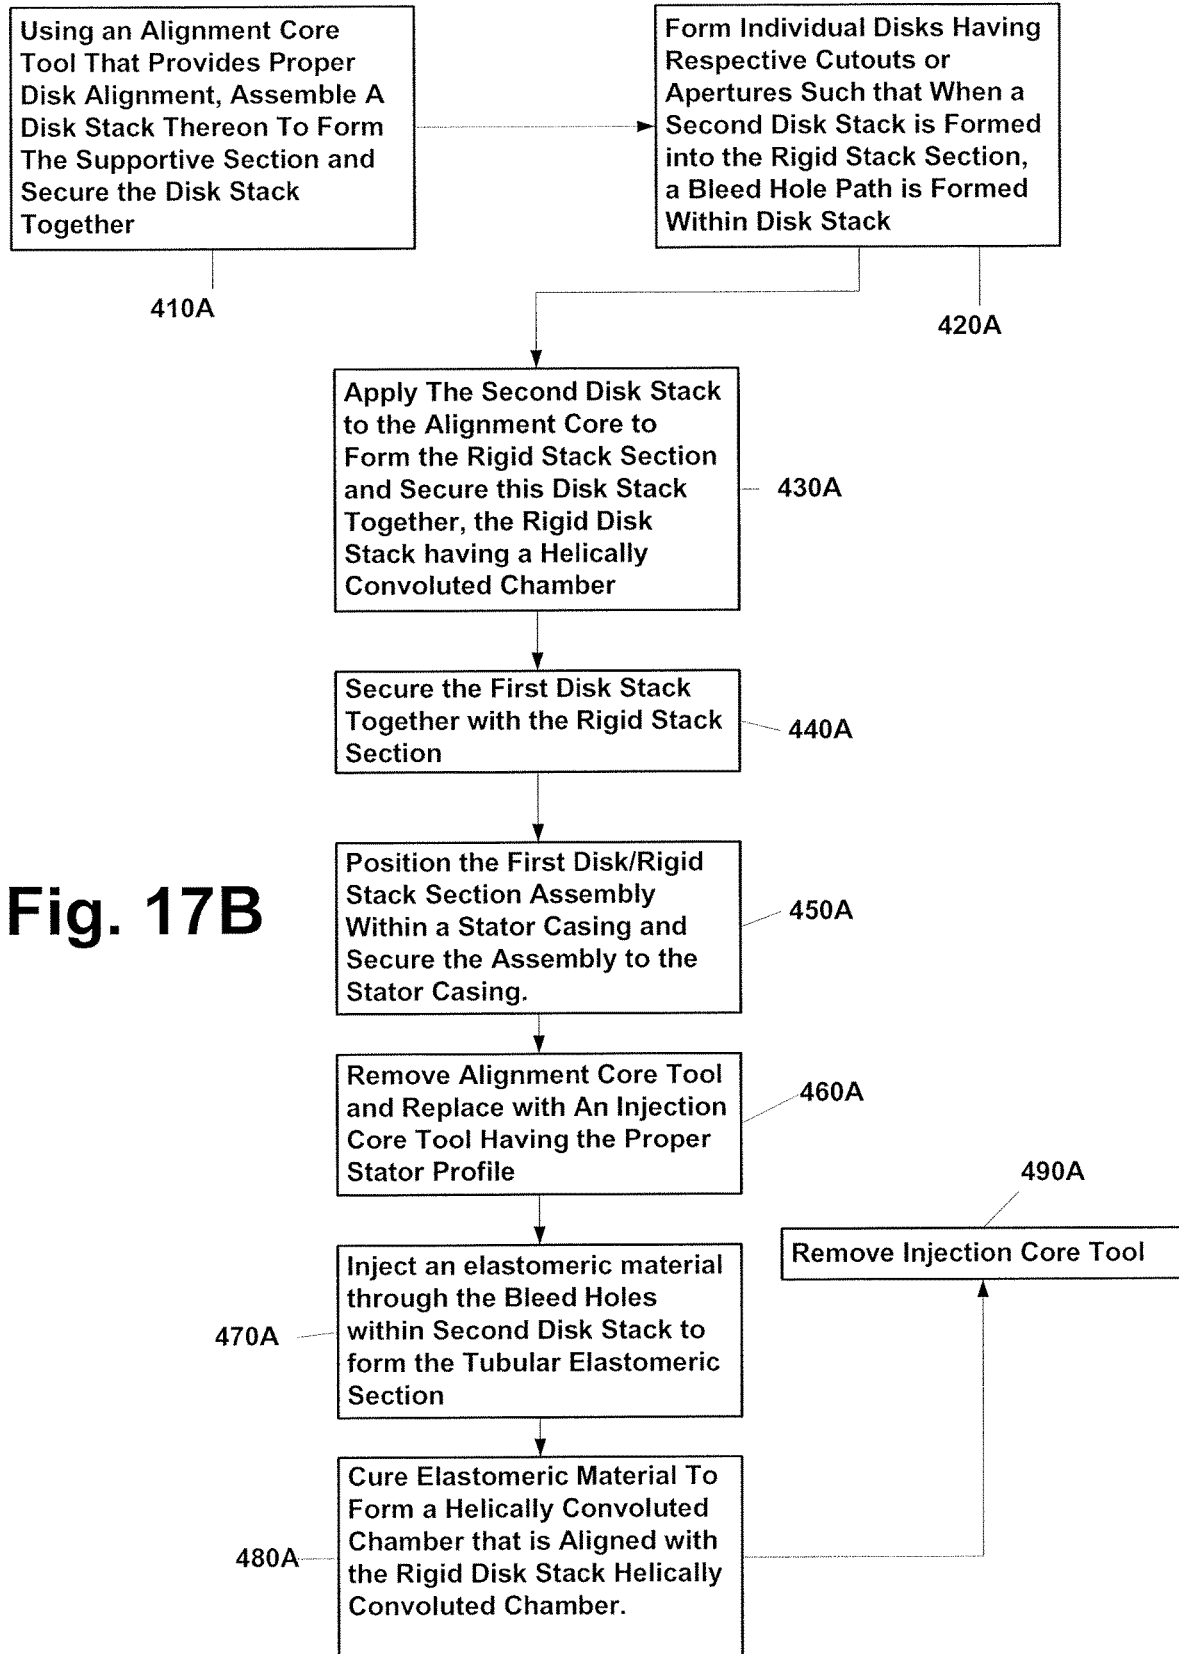 Using an Alignment Core
Tool That Provides Proper
Disk Alignment, Assemble A
Disk Stack Thereon To Form
The Supportive Section and
Secure the Disk Stack
Together
410A
Form Individual Disks Having
Respective Cutouts or
Apertures Such that When a
Second Disk Stack is Formed
into the Rigid Stack Section,
a Bleed Hole Path is Formed
Within Disk Stack
420A
Apply The Second Disk Stack
to the Alignment Core to
Form the Rigid Stack Section
and Secure this Disk Stack
Together, the Rigid Disk
Stack having a Helically
Convoluted Chamber
430A
Secure the First Disk Stack
Together with the Rigid Stack
Section
440A
Fig. 17B
Position the First Disk/Rigid
Stack Section Assembly
Within a Stator Casing and
Secure the Assembly to the
Stator Casing.
450A
Remove Alignment Core Tool
and Replace with An Injection
Core Tool Having the Proper
Stator Profile
460A
Inject an elastomeric material
through the Bleed Holes
within Second Disk Stack to
form the Tubular Elastomeric
Section
470A
Cure Elastomeric Material To
Form a Helically Convoluted
Chamber that is Aligned with
the Rigid Disk Stack Helically
Convoluted Chamber.
480A
490A
Remove Injection Core Tool